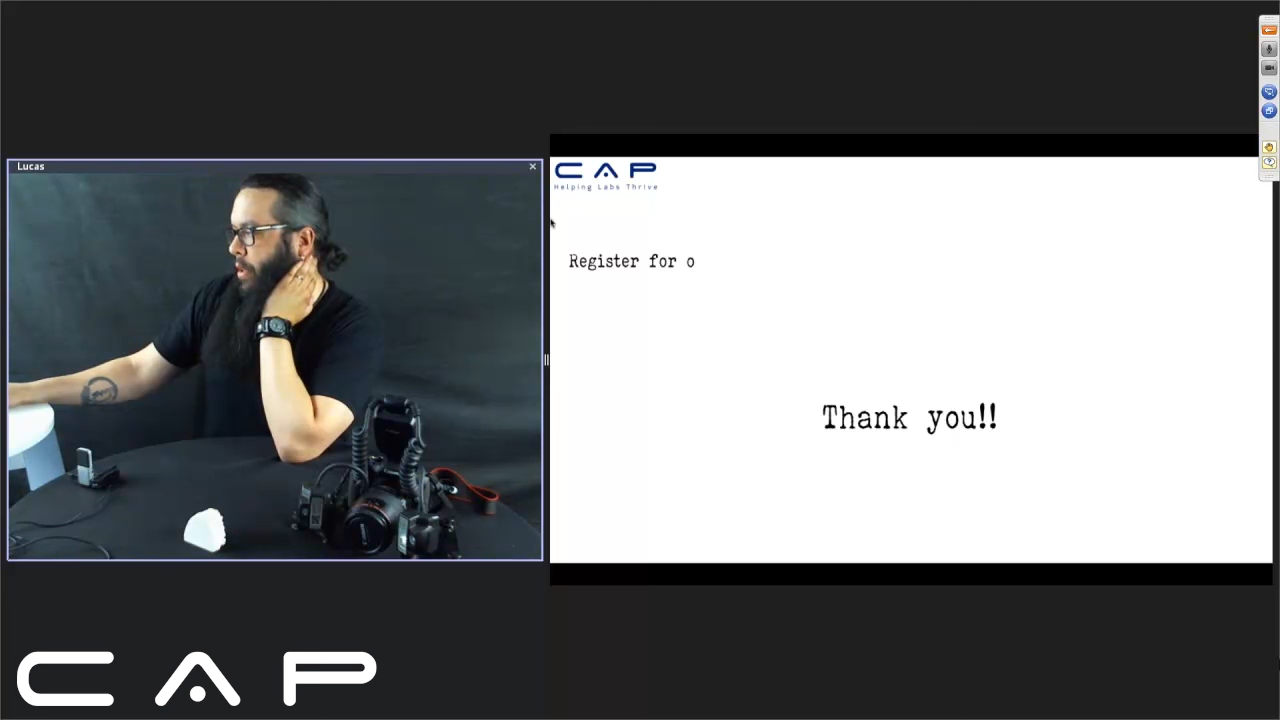 Lucas
CAP
Helping Labs Thrive
Register for o
Thank you!!
CAP